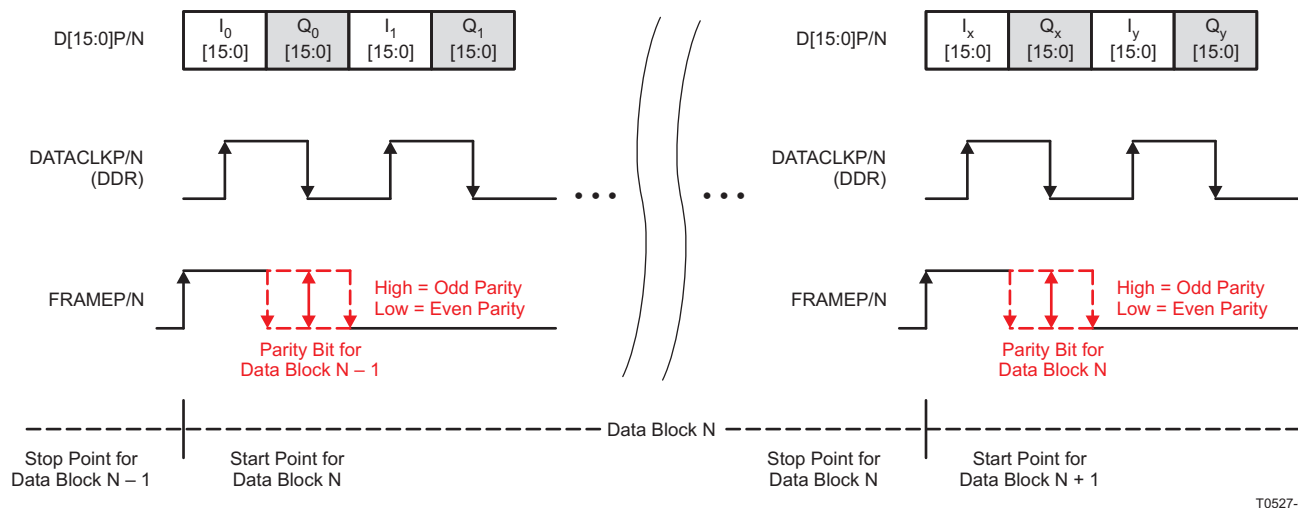 D[15:0]P/N
I0 [15:0]
Q0 [15:0]
I1 [15:0]
Q1 [15:0]
D[15:0]P/N
Ix [15:0]
Qx [15:0]
Iy [15:0]
Qy [15:0]
DATACLKP/N
(DDR)
DATACLKP/N
(DDR)
FRAMEP/N
High = Odd Parity
Low = Even Parity
Parity Bit for
Data Block N – 1
FRAMEP/N
High = Odd Parity
Low = Even Parity
Parity Bit for
Data Block N
Data Block N
Stop Point for
Data Block N – 1
Start Point for
Data Block N
Stop Point for
Data Block N
Start Point for
Data Block N + 1
T0527-